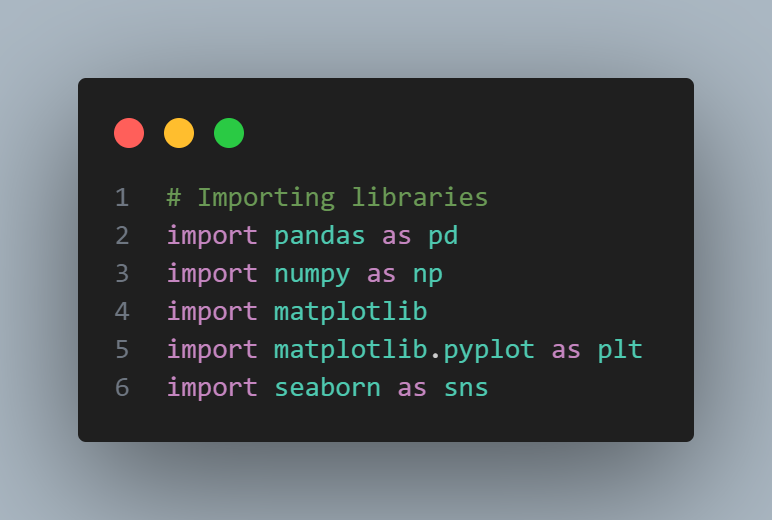 1 # Importing libraries
2 import pandas as pd
3 import numpy as np
4 import matplotlib
5 import matplotlib.pyplot as plt
6 import seaborn as sns